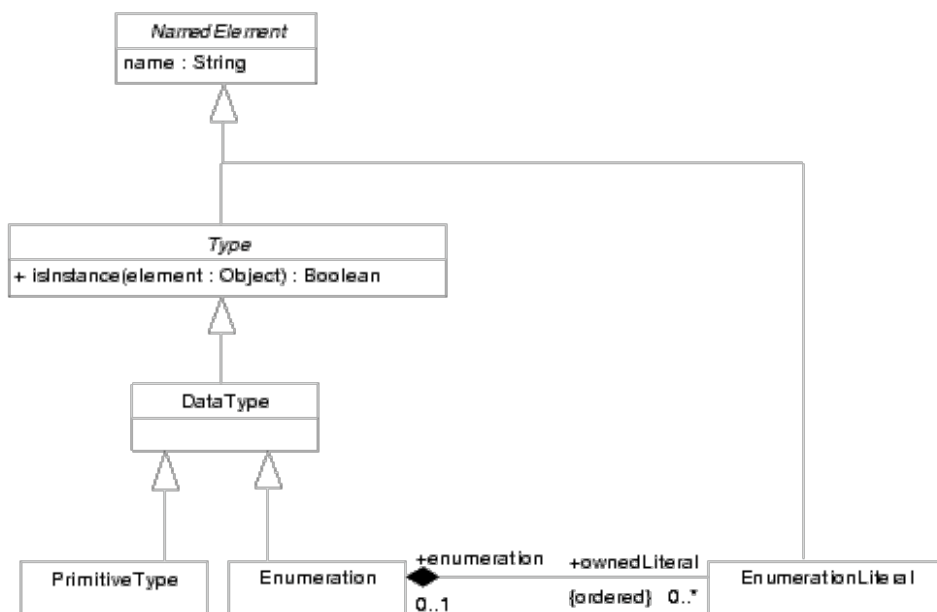 NamedElement
name : String
Type
+ isInstance(element : Object) : Boolean
DataType
PrimitiveType
Enumeration
+enumeration
0..1
+ownedLiteral
{ordered} 0..*
EnumerationLiteral